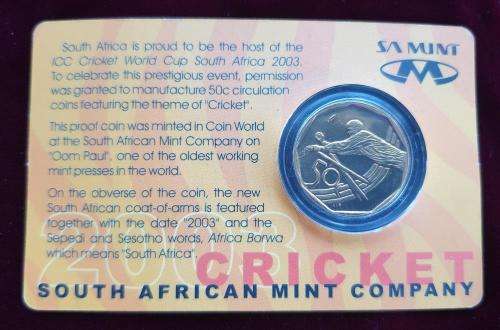 South Africa is proud to be the host of the
ICC Cricket World Cup South Africa 2003.
To celebrate this prestigious event, permission
was granted to manufacture 50c circulation
coins featuring the theme of "Cricket".
This proof coin was minted in Coin World
at the South African Mint Company on
"Oom Paul", one of the oldest working
mint presses in the world.
On the abverse of the coin, the new
South African coat-of-arms is featured
together with the date "2003" and the
Sepedi and Sesotho words, Africa Borwa
which means "South Africa".
SA MINT
50c
2003
CRICKET
SOUTH AFRICAN MINT COMPANY